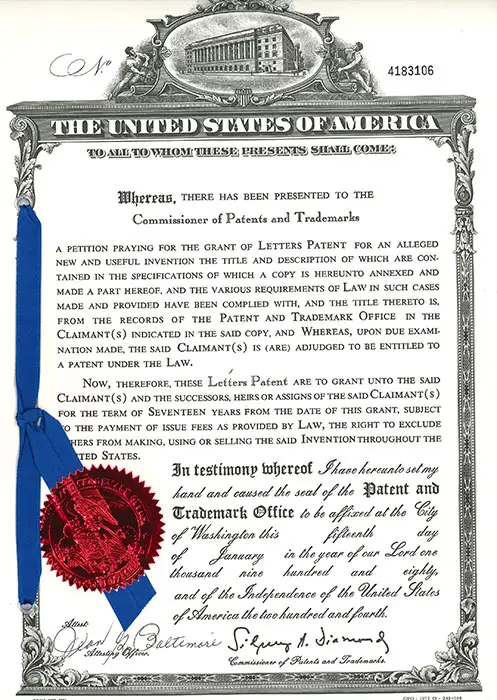 No. 4183106
THE UNITED STATES OF AMERICA
TO ALL TO WHOM THESE PRESENTS SHALL COME:
Whereas, THERE HAS BEEN PRESENTED TO THE
Commissioner of Patents and Trademarks
A PETITION PRAYING FOR THE GRANT OF LETTERS PATENT FOR AN ALLEGED
NEW AND USEFUL INVENTION THE TITLE AND DESCRIPTION OF WHICH ARE CON-
TAINED IN THE SPECIFICATIONS OF WHICH A COPY IS HEREUNTO ANNEXED AND
MADE A PART HEREOF, AND THE VARIOUS REQUIREMENTS OF LAW IN SUCH CASES
MADE AND PROVIDED HAVE BEEN COMPLIED WITH, AND THE TITLE THERETO IS,
FROM THE RECORDS OF THE PATENT AND TRADEMARK OFFICE IN THE
CLAIMANT(S) INDICATED IN THE SAID COPY, AND WHEREAS, UPON DUE EXAMI-
NATION MADE, THE SAID CLAIMANT(S) IS (ARE) ADJUDGED TO BE ENTITLED TO
A PATENT UNDER THE LAW.
NOW, THEREFORE, THESE Letters Patent ARE TO GRANT UNTO THE SAID
CLAIMANT(S) AND THE SUCCESSORS, HEIRS OR ASSIGNS OF THE SAID CLAIMANT(S)
FOR THE TERM OF SEVENTEEN YEARS FROM THE DATE OF THIS GRANT, SUBJECT
TO THE PAYMENT OF ISSUE FEES AS PROVIDED BY LAW, THE RIGHT TO EXCLUDE
HERS FROM MAKING, USING OR SELLING THE SAID INVENTION THROUGHOUT THE
TED STATES.
In testimony whereof I have hereunto set my
hand and caused the seal of the Patent and
Trademark Office to be affixed at the City
of Washington this fifteenth day
of January in the year of our Lord one
thousand nine hundred and eighty,
and of the Independence of the United States
of America the two hundred and fourth.
Attest:
Baltimore Sidney A. Diamond
Attesting Officer. Commissioner of Patents and Trademarks.